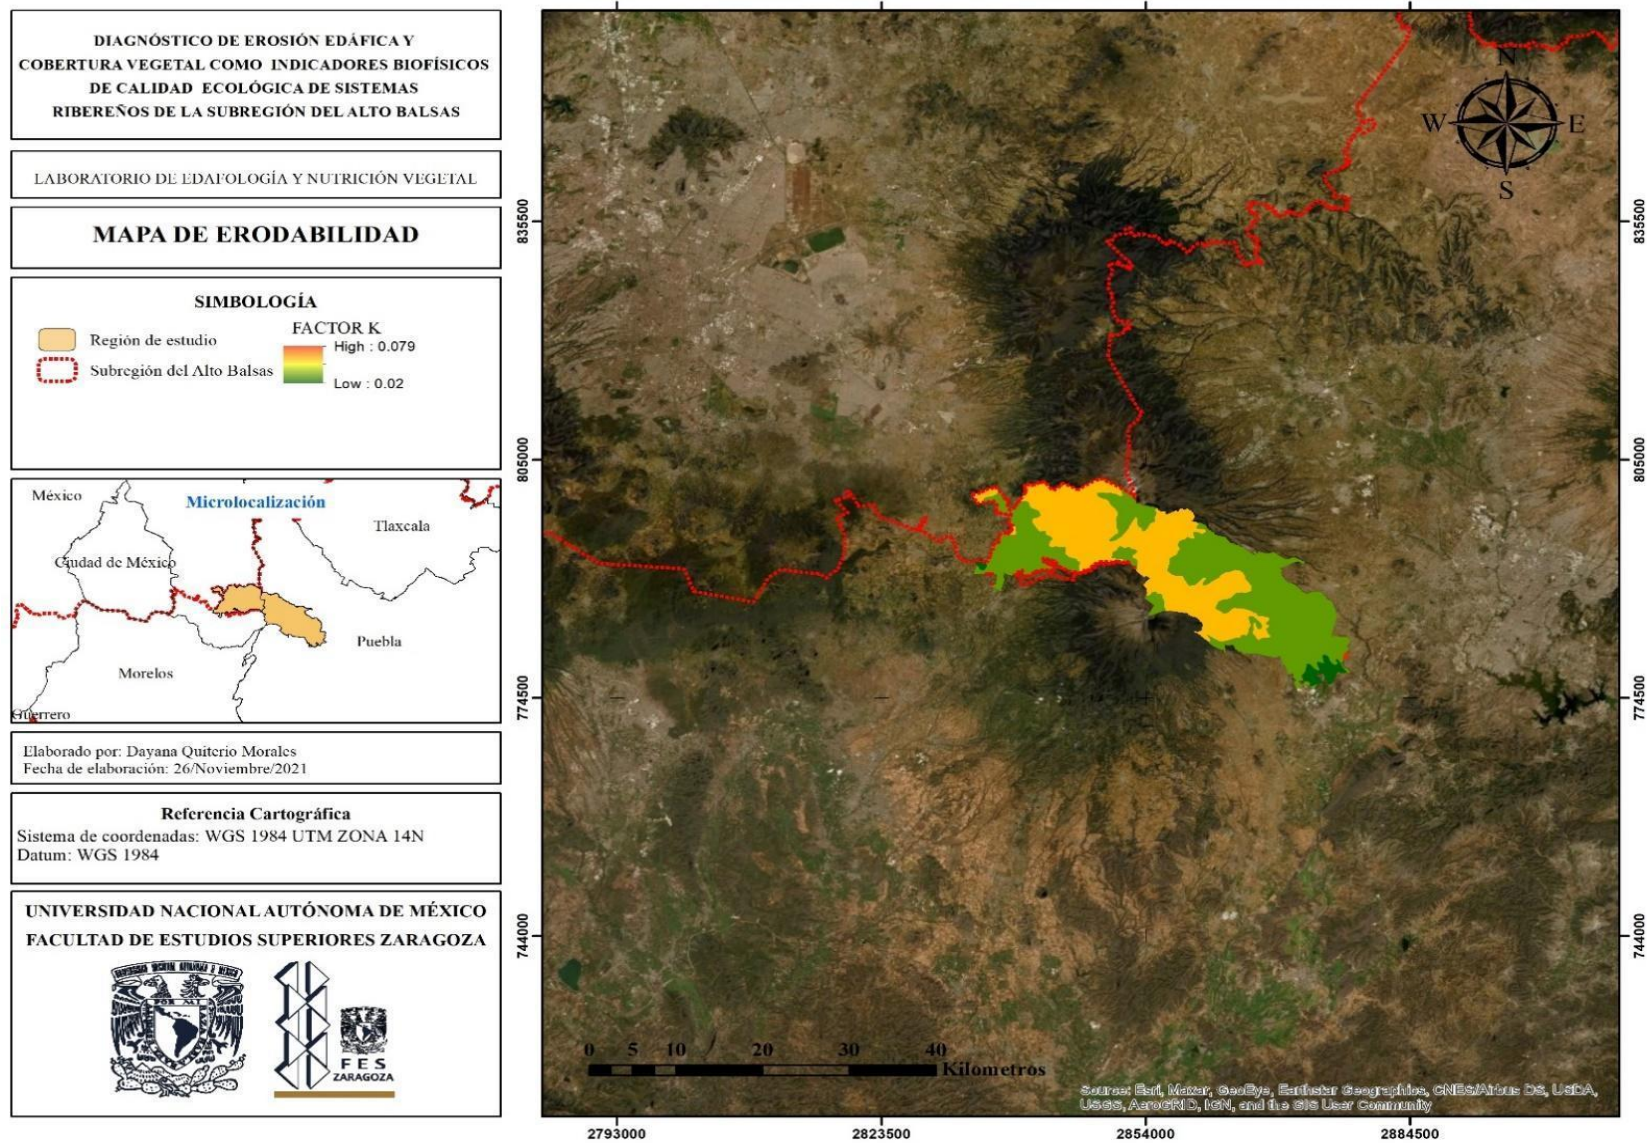 DIAGNÓSTICO DE EROSIÓN EDÁFICA Y
COBERTURA VEGETAL COMO INDICADORES BIOFÍSICOS
DE CALIDAD ECOLÓGICA DE SISTEMAS
RIBEREÑOS DE LA SUBREGIÓN DEL ALTO BALSAS
LABORATORIO DE EDAFOLOGÍA Y NUTRICIÓN VEGETAL
MAPA DE ERODABILIDAD
SIMBOLOGÍA
Región de estudio
Subregión del Alto Balsas
FACTOR K
High : 0.079
Low : 0.02
Microlocalización
México
Tlaxcala
Ciudad de México
Puebla
Morelos
Guerrero
Elaborado por: Dayana Quiterio Morales
Fecha de elaboración: 26/Noviembre/2021
Referencia Cartográfica
Sistema de coordenadas: WGS 1984 UTM ZONA 14N
Datum: WGS 1984
UNIVERSIDAD NACIONAL AUTÓNOMA DE MÉXICO
FACULTAD DE ESTUDIOS SUPERIORES ZARAGOZA
FES
ZARAGOZA
N
W
E
S
835500
805000
774500
744000
835500
805000
774500
744000
0 5 10 20 30 40
Kilometros
Source: Esri, Maxar, GeoEye, Earthstar Geographics, CNES/Airbus DS, USDA,
USGS, AeroGRID, IGN, and the GIS User Community
2793000
2823500
2854000
2884500